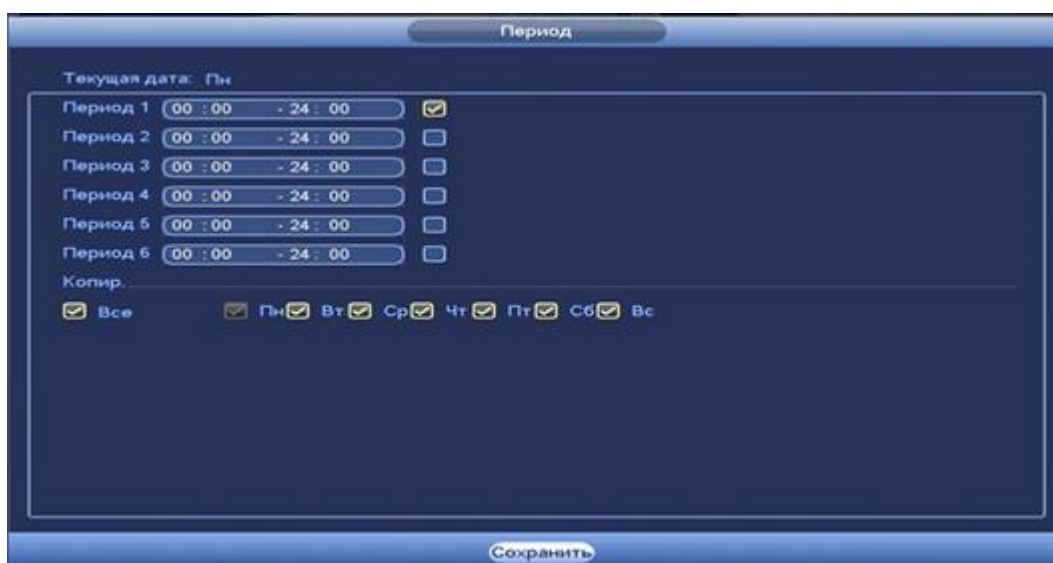 Период
Текущая дата: Пн
Период 1 00 : 00 - 24 : 00
Период 2 00 : 00 - 24 : 00
Период 3 00 : 00 - 24 : 00
Период 4 00 : 00 - 24 : 00
Период 5 00 : 00 - 24 : 00
Период 6 00 : 00 - 24 : 00
Копир.
Все Пн Вт Ср Чт Пт Сб Вс
Сохранить